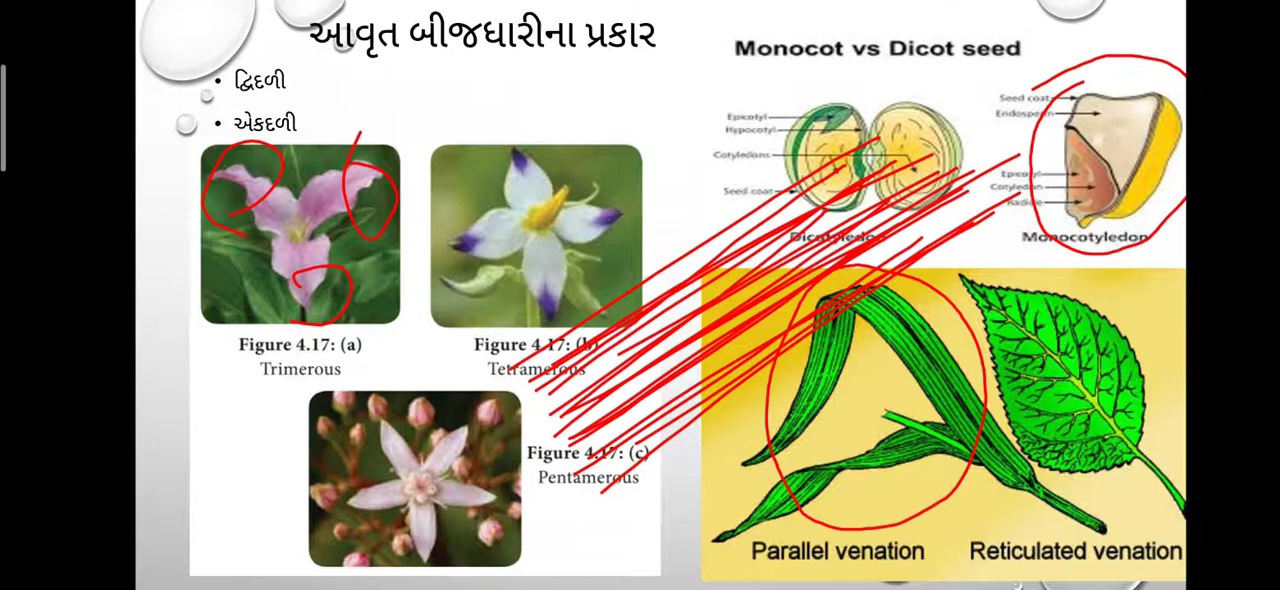 આવૃત બીજધારીના પ્રકાર
• દ્વિદળી
• એકદળી
Figure 4.17: (a)
Trimerous
Figure 4.17: (b)
Tetramerous
Figure 4.17: (c)
Pentamerous
Monocot vs Dicot seed
Epicotyl
Hypocotyl
Cotyledons
Seed coat
Dicotyledon
Seed coat
Endosperm
Epicotyl
Cotyledon
Radicle
Monocotyledon
Parallel venation
Reticulated venation